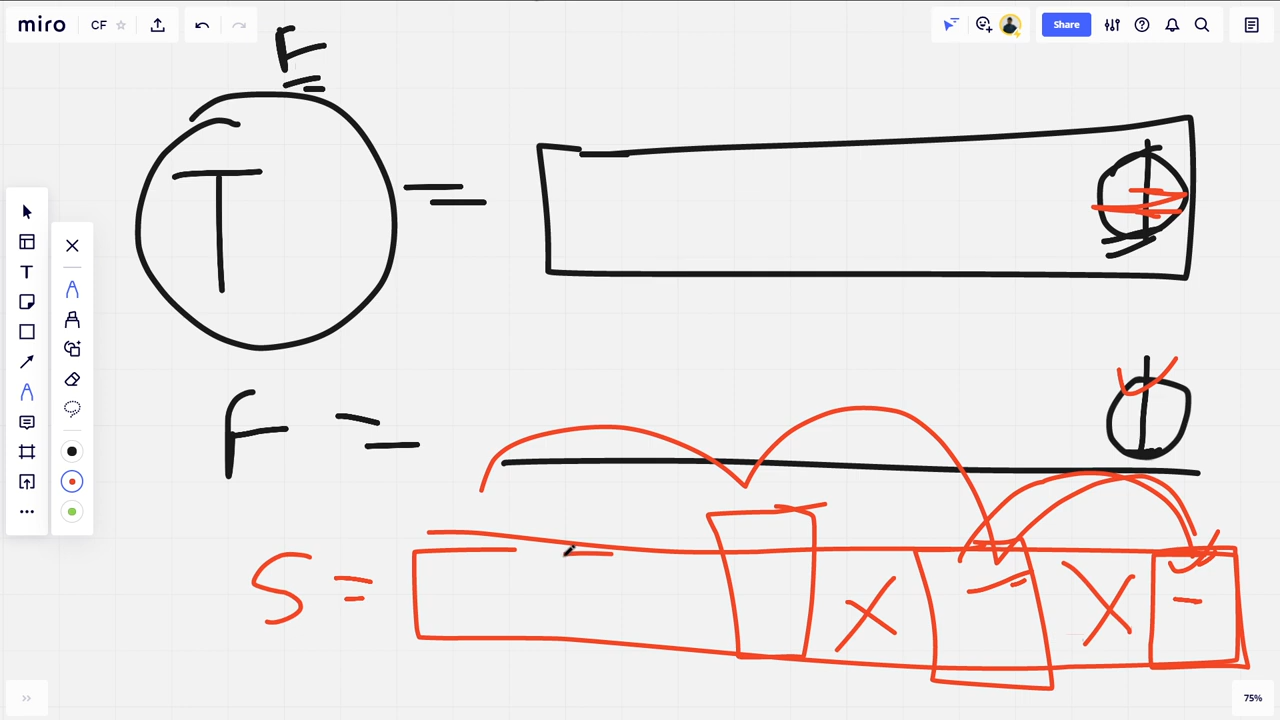 miro CF Share
F
T =
F =
S =
X X
75%